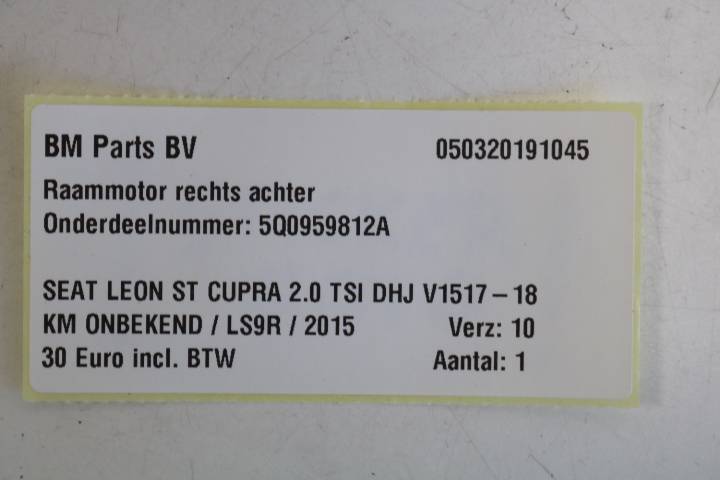 BM Parts BV 050320191045
Raammotor rechts achter
Onderdeelnummer: 5Q0959812A
SEAT LEON ST CUPRA 2.0 TSI DHJ V1517 – 18
KM ONBEKEND / LS9R / 2015 Verz: 10
30 Euro incl. BTW Aantal: 1